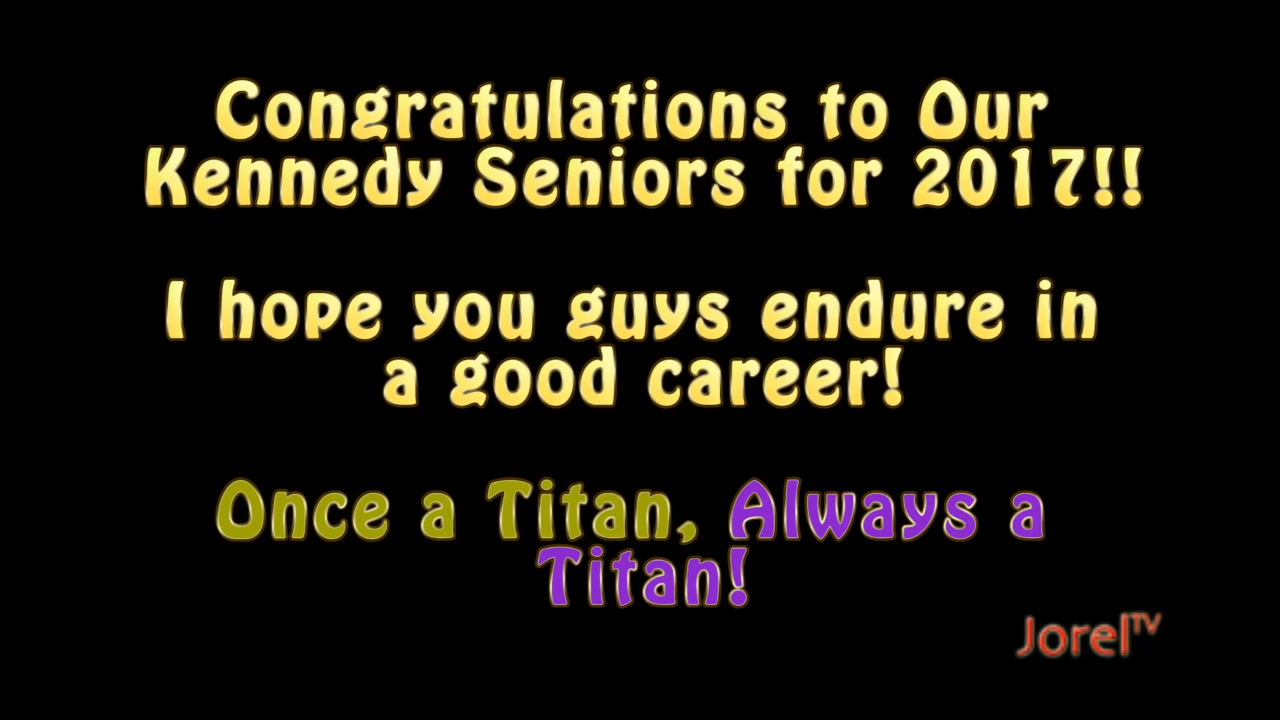 Congratulations to Our
Kennedy Seniors for 2017!!
I hope you guys endure in
a good career!
Once a Titan, Always a
Titan!
JorelTV